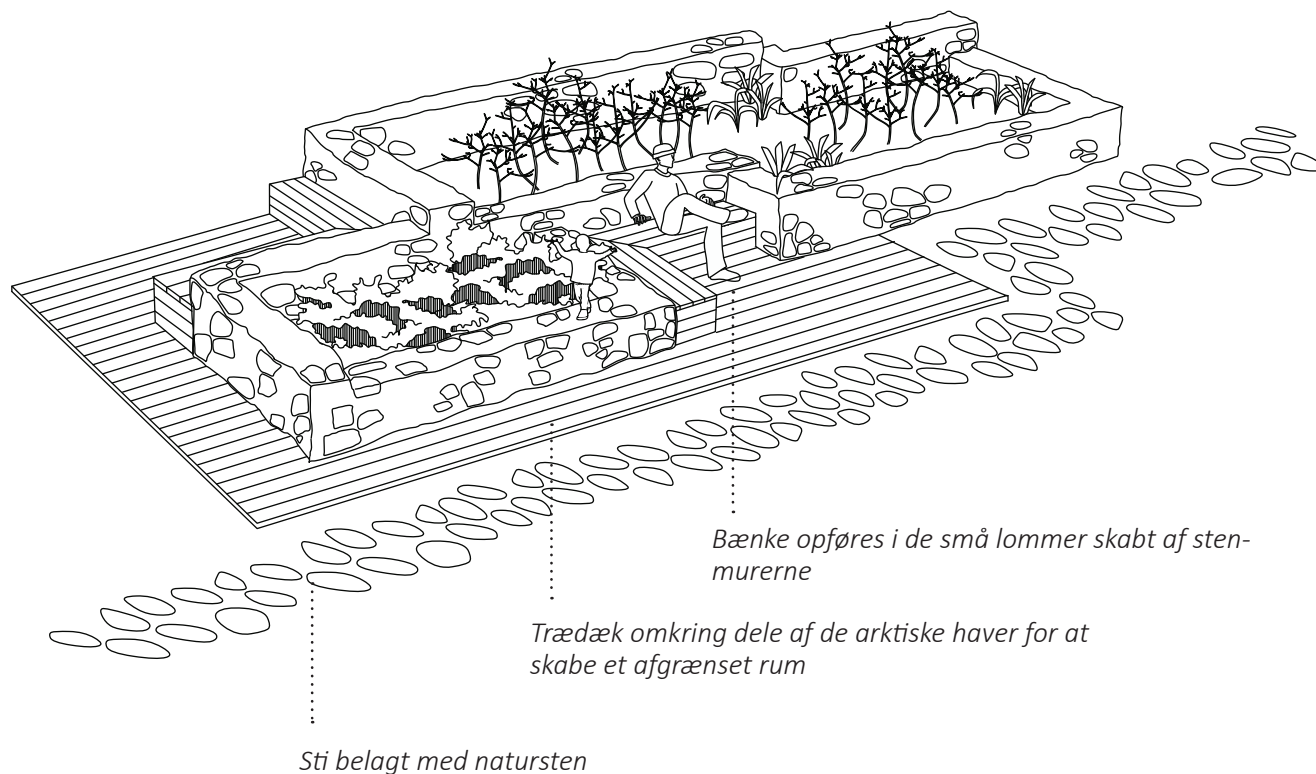 Bænke opføres i de små lommer skabt af sten-
murerne
Trædæk omkring dele af de arktiske haver for at
skabe et afgrænset rum
Sti belagt med natursten